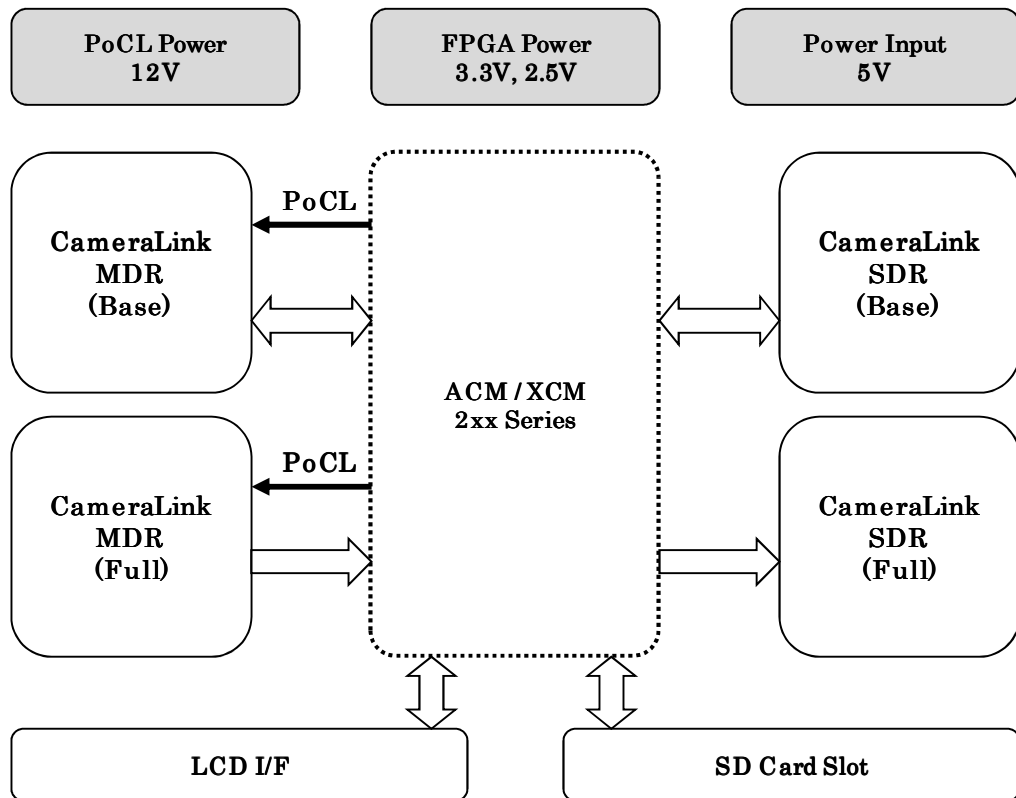 PoCL Power
12V
FPGA Power
3.3V, 2.5V
Power Input
5V
PoCL
CameraLink
MDR
(Base)
CameraLink
SDR
(Base)
ACM / XCM
2xx Series
PoCL
CameraLink
MDR
(Full)
CameraLink
SDR
(Full)
LCD I/F
SD Card Slot